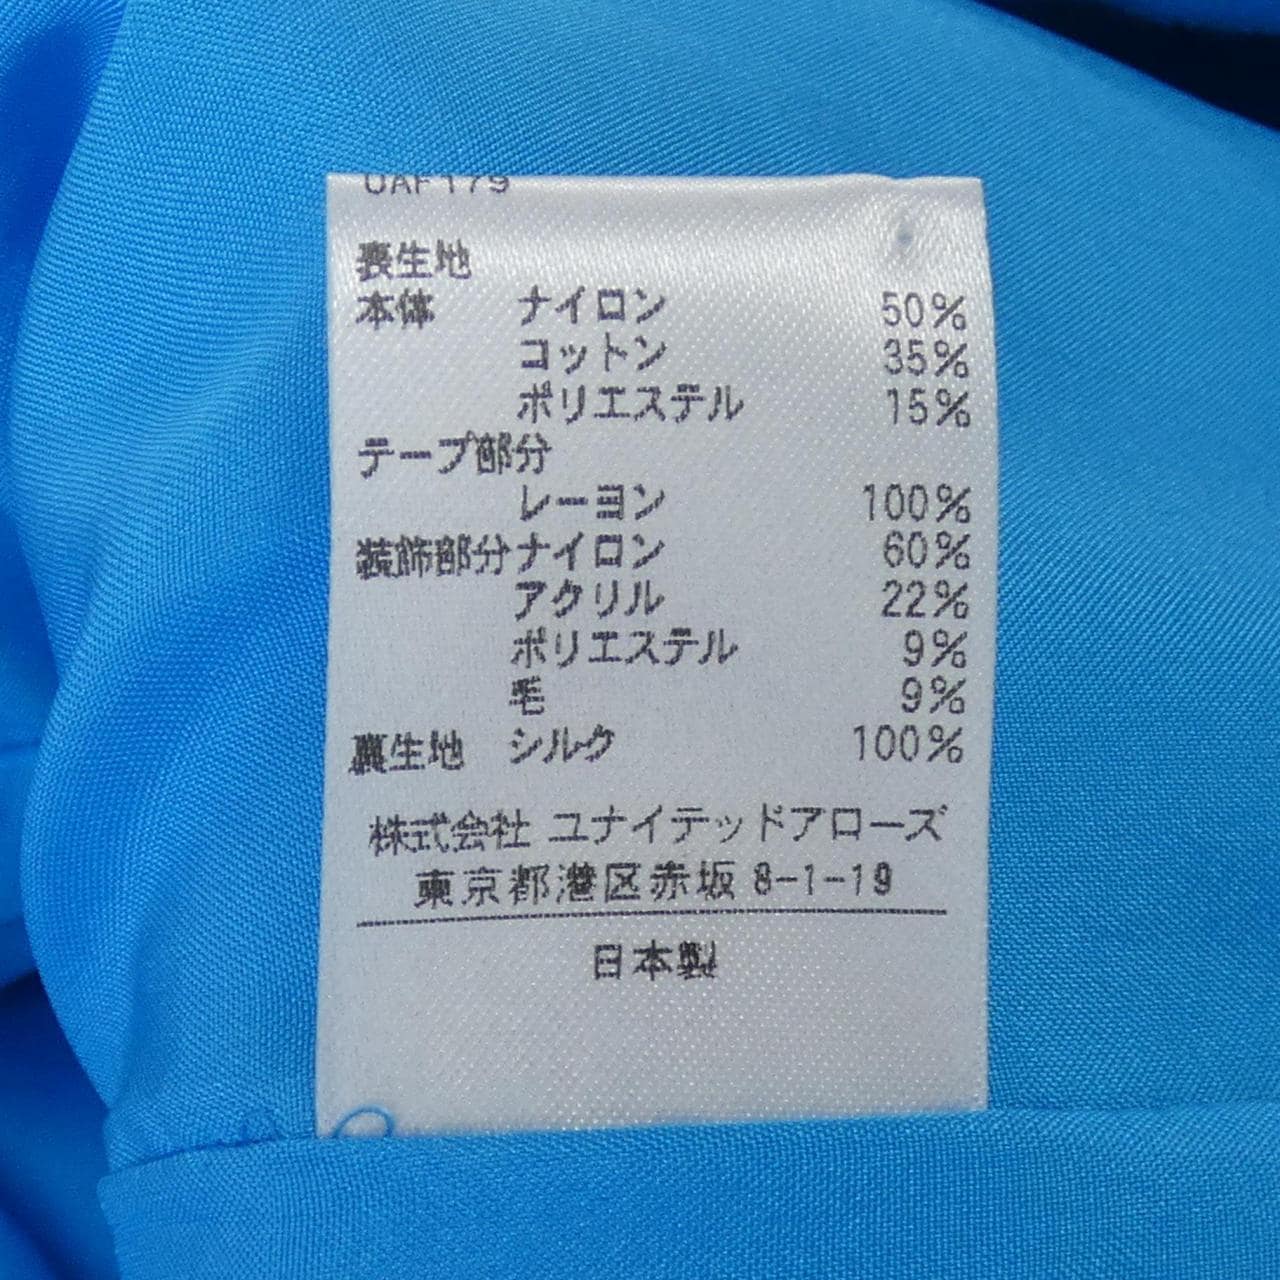 UAF179
表生地
本体 ナイロン 50%
コットン 35%
ポリエステル 15%
テープ部分
レーヨン 100%
装飾部分 ナイロン 60%
アクリル 22%
ポリエステル 9%
毛 9%
裏生地 シルク 100%
株式会社 ユナイテッドアローズ
東京都港区赤坂 8-1-19
日本製